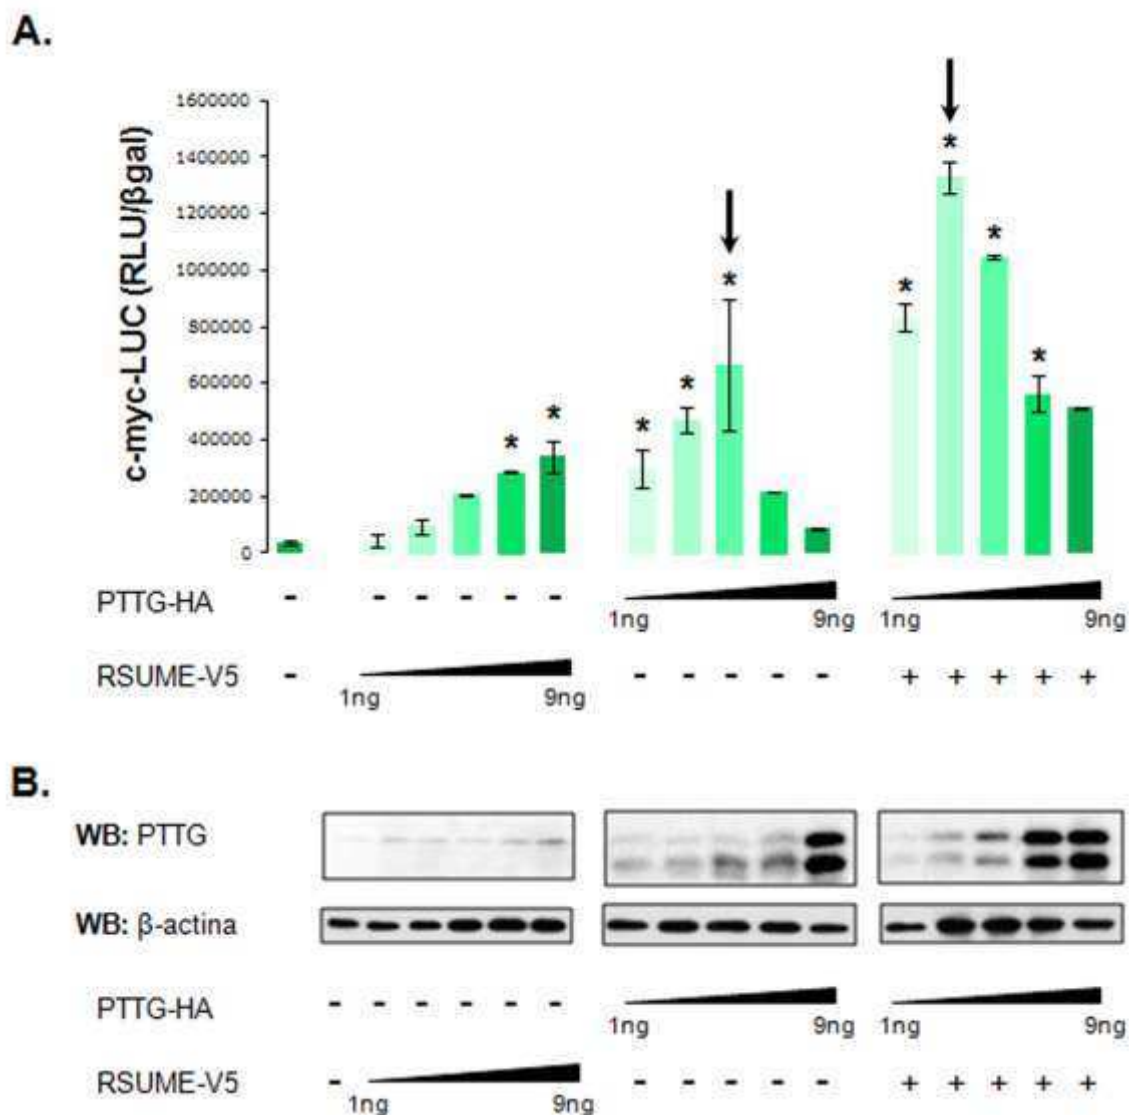 A.
c-myc-LUC (RLU/βgal)
1600000
1400000
1200000
1000000
800000
600000
400000
200000
0
* * * * * * * * *
PTTG-HA - - - - - - 1ng 9ng 1ng 9ng
RSUME-V5 - 1ng 9ng - - - - - + + + + +
B.
WB: PTTG
WB: β-actina
PTTG-HA - - - - - - 1ng 9ng 1ng 9ng
RSUME-V5 - 1ng 9ng - - - - - + + + + +